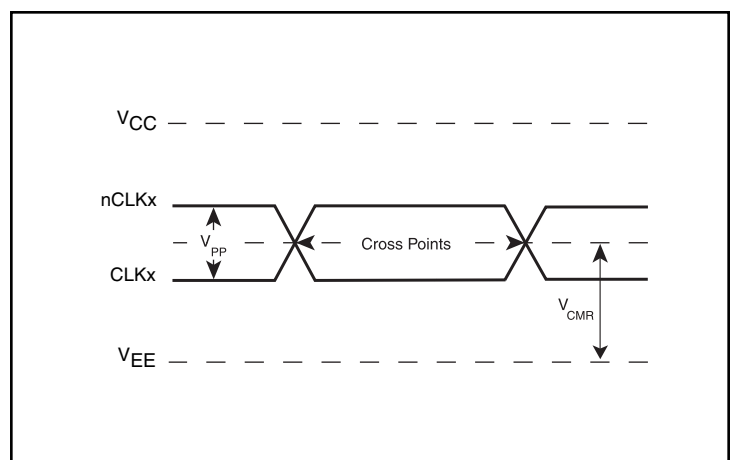 VCC
nCLKx
VPP
Cross Points
CLKx
VCMR
VEE